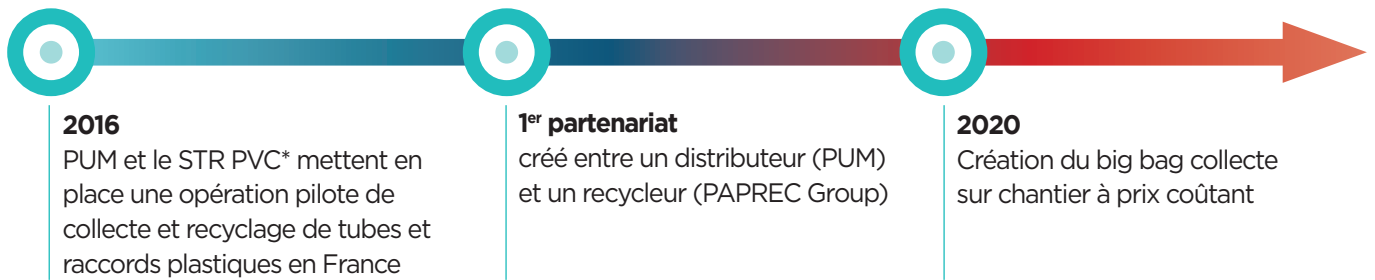 2016
PUM et le STR PVC* mettent en
place une opération pilote de
collecte et recyclage de tubes et
raccords plastiques en France
1er partenariat
créé entre un distributeur (PUM)
et un recycleur (PAPREC Group)
2020
Création du big bag collecte
sur chantier à prix coûtant